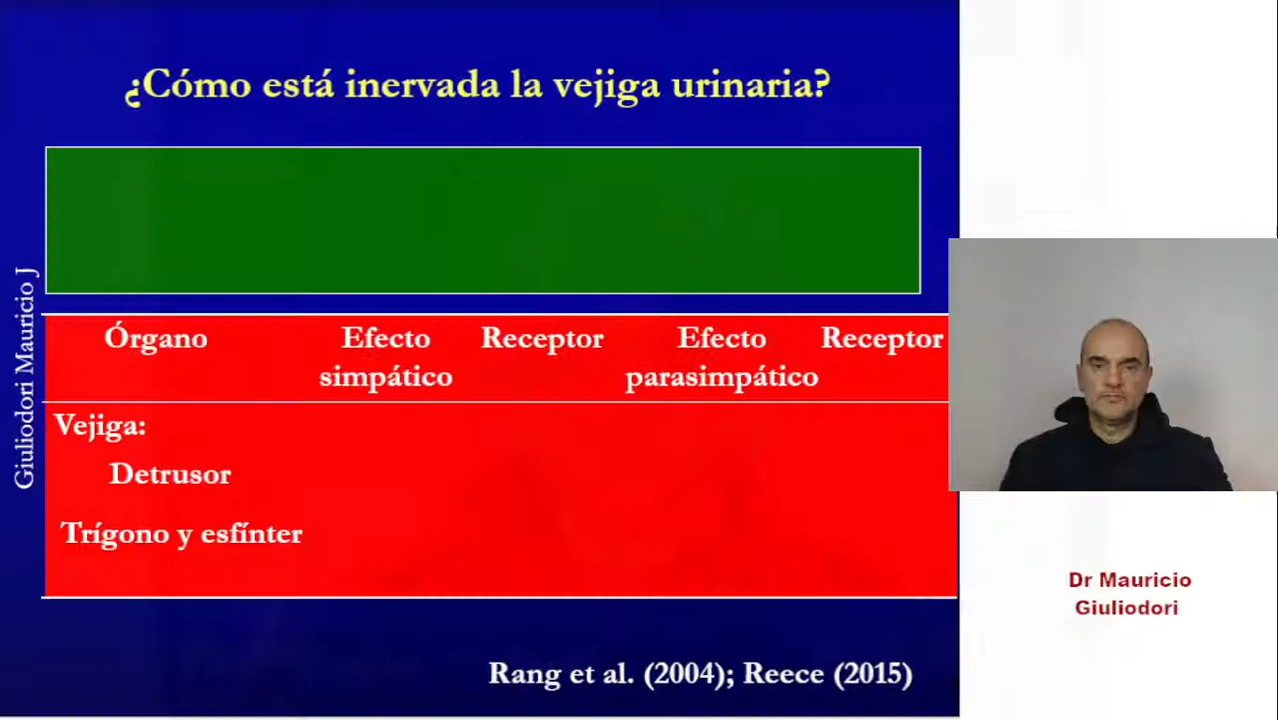 ¿Cómo está inervada la vejiga urinaria?
Giuliodori Mauricio J
Órgano Efecto Receptor Efecto Receptor
simpático parasimpático
Vejiga:
Detrusor
Trígono y esfínter
Rang et al. (2004); Reece (2015)
Dr Mauricio
Giuliodori